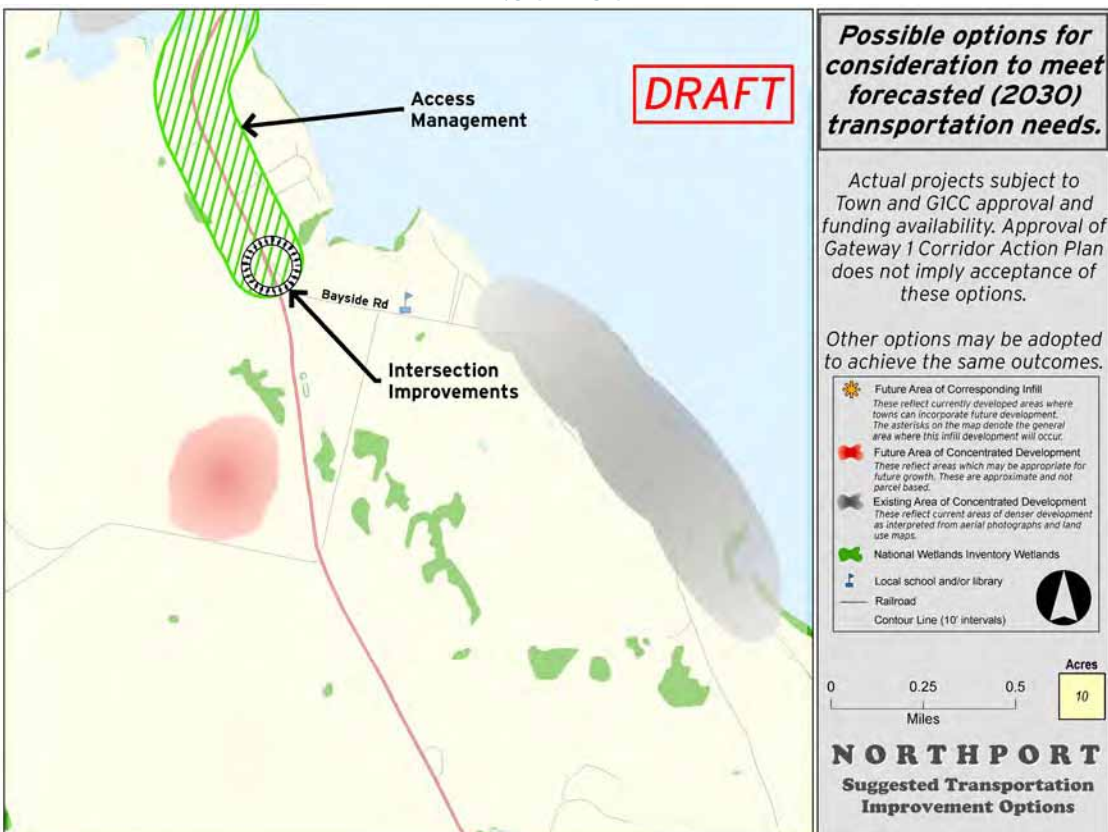 Access
Management
DRAFT
Bayside Rd
Intersection
Improvements
Possible options for
consideration to meet
forecasted (2030)
transportation needs.
Actual projects subject to
Town and G1CC approval and
funding availability. Approval of
Gateway 1 Corridor Action Plan
does not imply acceptance of
these options.
Other options may be adopted
to achieve the same outcomes.
Future Area of Corresponding Infill
These reflect currently developed areas where
towns can incorporate future development.
The asterisks on the map denote the general
area where this infill development will occur.
Future Area of Concentrated Development
These reflect areas which may be appropriate for
future growth. These are approximate and not
parcel based.
Existing Area of Concentrated Development
These reflect current areas of denser development
as interpreted from aerial photographs and land
use maps.
National Wetlands Inventory Wetlands
Local school and/or library
Railroad
Contour Line (10' intervals)
Acres
10
0 0.25 0.5
Miles
NORTHPORT
Suggested Transportation
Improvement Options